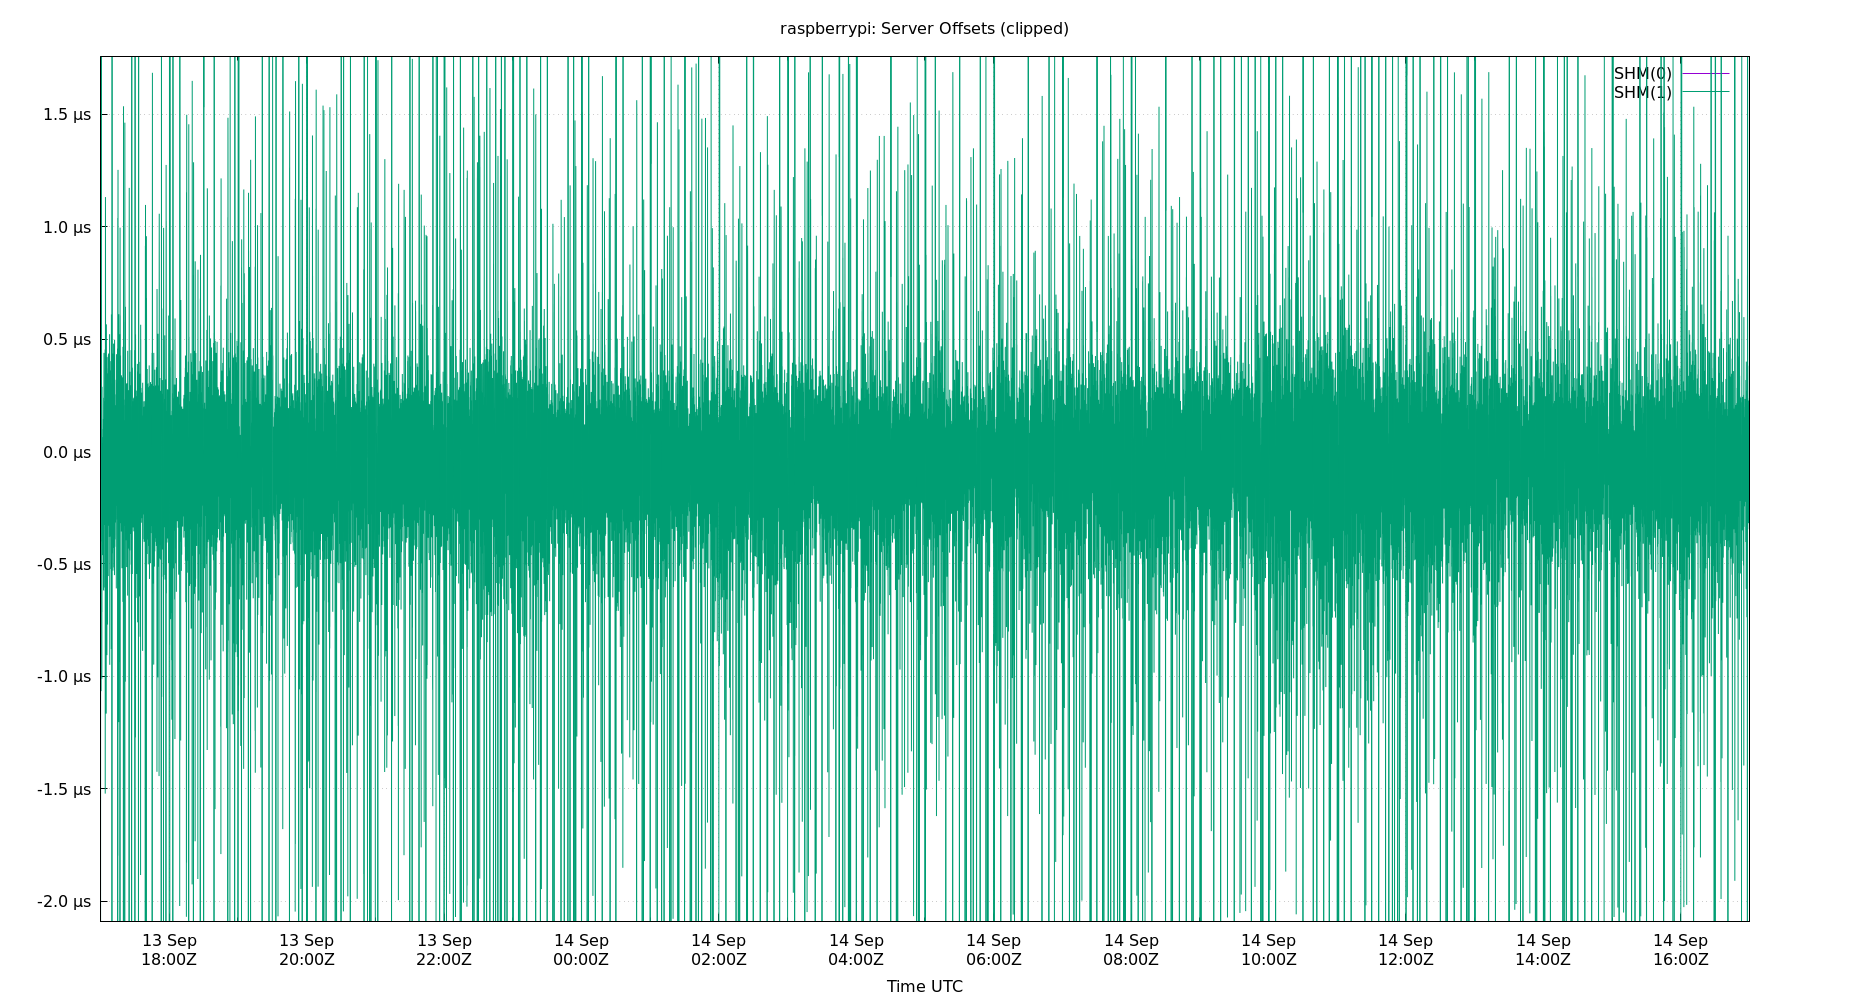 raspberrypi: Server Offsets (clipped)
SHM(0)
SHM(1)
1.5 µs
1.0 µs
0.5 µs
0.0 µs
-0.5 µs
-1.0 µs
-1.5 µs
-2.0 µs
13 Sep 13 Sep 13 Sep 14 Sep 14 Sep 14 Sep 14 Sep 14 Sep 14 Sep 14 Sep 14 Sep 14 Sep
18:00Z 20:00Z 22:00Z 00:00Z 02:00Z 04:00Z 06:00Z 08:00Z 10:00Z 12:00Z 14:00Z 16:00Z
Time UTC